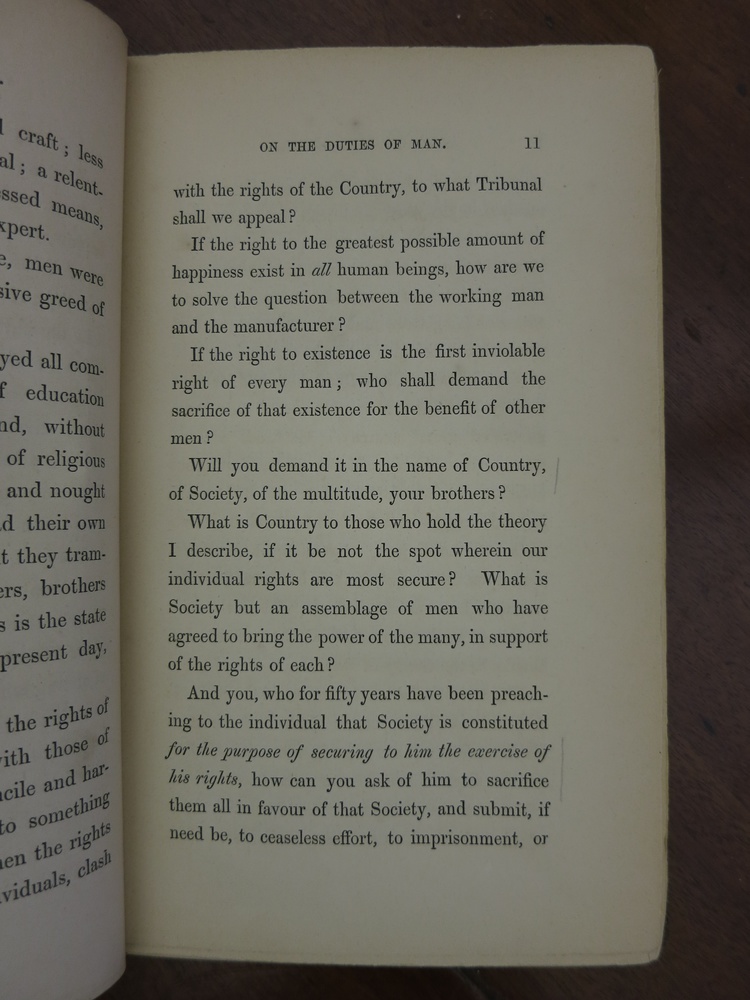 craft ; less
; a relent-
means,
men were
greed of
all com-
education
without
of religious
and nought
their own
they tram-
brothers
is the state
present day,
the rights of
those of
and har-
to something
the rights
clash
ON THE DUTIES OF MAN. 11
with the rights of the Country, to what Tribunal
shall we appeal ?
If the right to the greatest possible amount of
happiness exist in all human beings, how are we
to solve the question between the working man
and the manufacturer ?
If the right to existence is the first inviolable
right of every man ; who shall demand the
sacrifice of that existence for the benefit of other
men ?
Will you demand it in the name of Country,
of Society, of the multitude, your brothers ?
What is Country to those who hold the theory
I describe, if it be not the spot wherein our
individual rights are most secure ? What is
Society but an assemblage of men who have
agreed to bring the power of the many, in support
of the rights of each ?
And you, who for fifty years have been preach-
ing to the individual that Society is constituted
for the purpose of securing to him the exercise of
his rights, how can you ask of him to sacrifice
them all in favour of that Society, and submit, if
need be, to ceaseless effort, to imprisonment, or